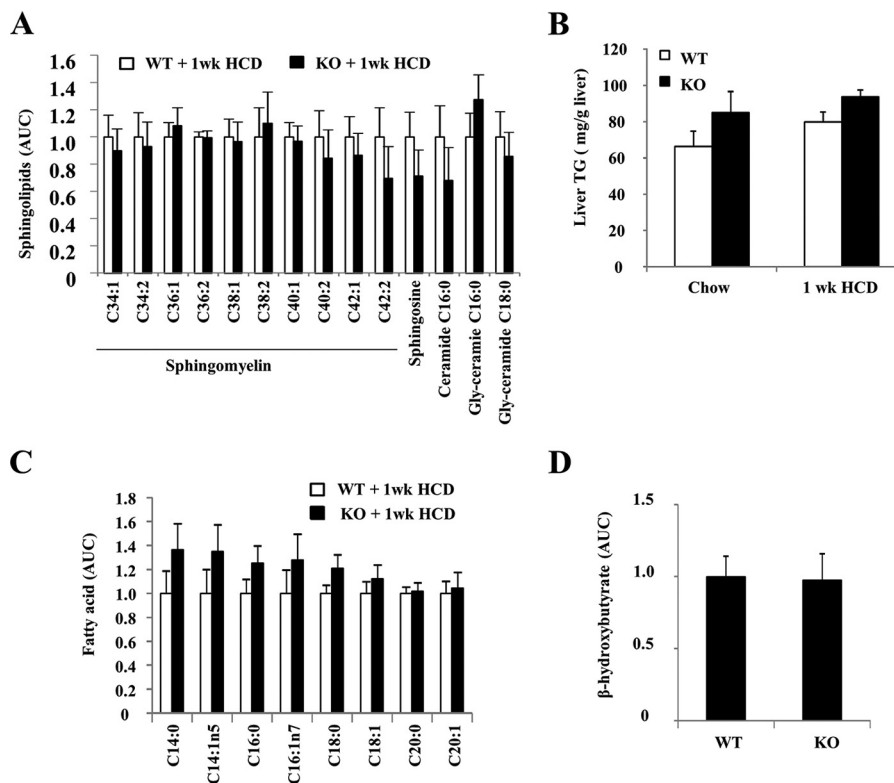 A
WT + 1wk HCD
KO + 1wk HCD
Sphingolipids (AUC)
1.6
1.4
1.2
1.0
0.8
0.6
0.4
0.2
0
C34:1
C34:2
C36:1
C36:2
C38:1
C38:2
C40:1
C40:2
C42:1
C42:2
Sphingosine
Ceramide C16:0
Gly-ceramie C16:0
Gly-ceramide C18:0
Sphingomyelin
B
WT
KO
Liver TG ( mg/g liver)
120
100
80
60
40
20
0
Chow
1 wk HCD
C
WT + 1wk HCD
KO + 1wk HCD
Fatty acid (AUC)
1.8
1.6
1.4
1.2
1.0
0.8
0.6
0.4
0.2
0
C14:0
C14:1n5
C16:0
C16:1n7
C18:0
C18:1
C20:0
C20:1
D
β-hydroxybutyrate (AUC)
1.5
1.0
0.5
0
WT
KO